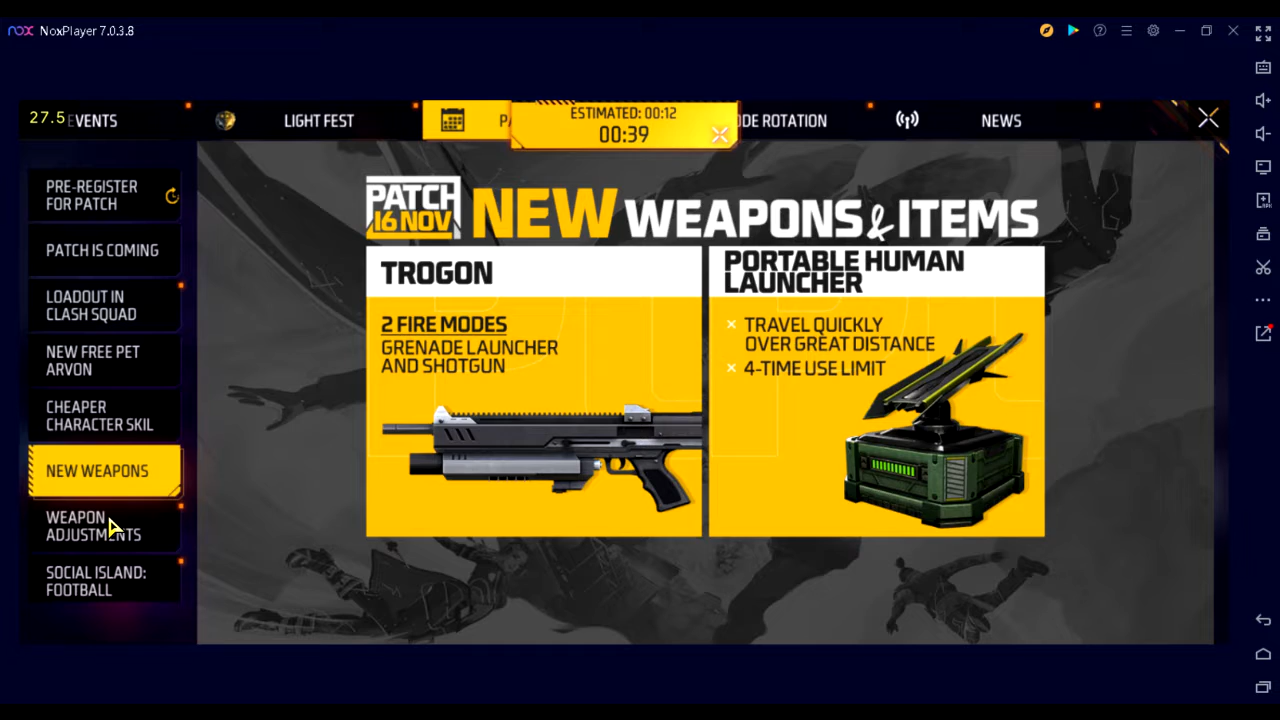 NOX NOXPLAYER 7.0.3.8
27.5 EVENTS
LIGHT FEST
ESTIMATED: 00:12
00:39
ODE ROTATION
NEWS
PRE-REGISTER
FOR PATCH
PATCH IS COMING
LOADOUT IN
CLASH SQUAD
NEW FREE PET
ARVON
CHEAPER
CHARACTER SKIL
NEW WEAPONS
WEAPON
ADJUSTMENTS
SOCIAL ISLAND:
FOOTBALL
PATCH
16 NOV
NEW WEAPONS & ITEMS
TROGON
2 FIRE MODES
GRENADE LAUNCHER
AND SHOTGUN
PORTABLE HUMAN
LAUNCHER
× TRAVEL QUICKLY
OVER GREAT DISTANCE
× 4-TIME USE LIMIT